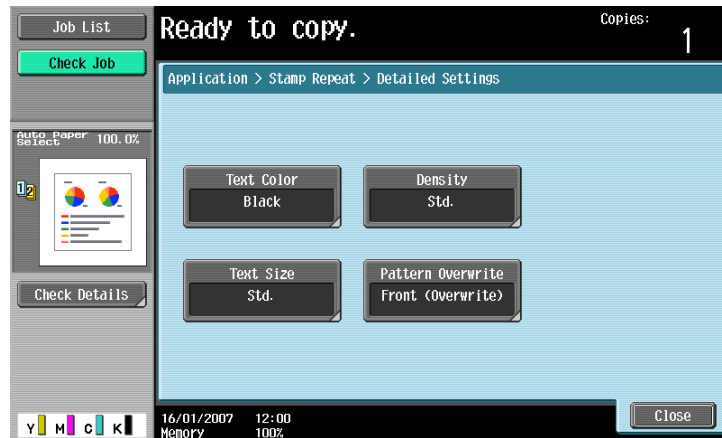 Job List
Ready to copy.
Copies:
1
Check Job
Application > Stamp Repeat > Detailed Settings
Auto Paper
Select
100.0%
12
Text Color
Black
Density
Std.
Text Size
Std.
Pattern Overwrite
Front (Overwrite)
Check Details
Y M C K
16/01/2007 12:00
Memory 100%
Close